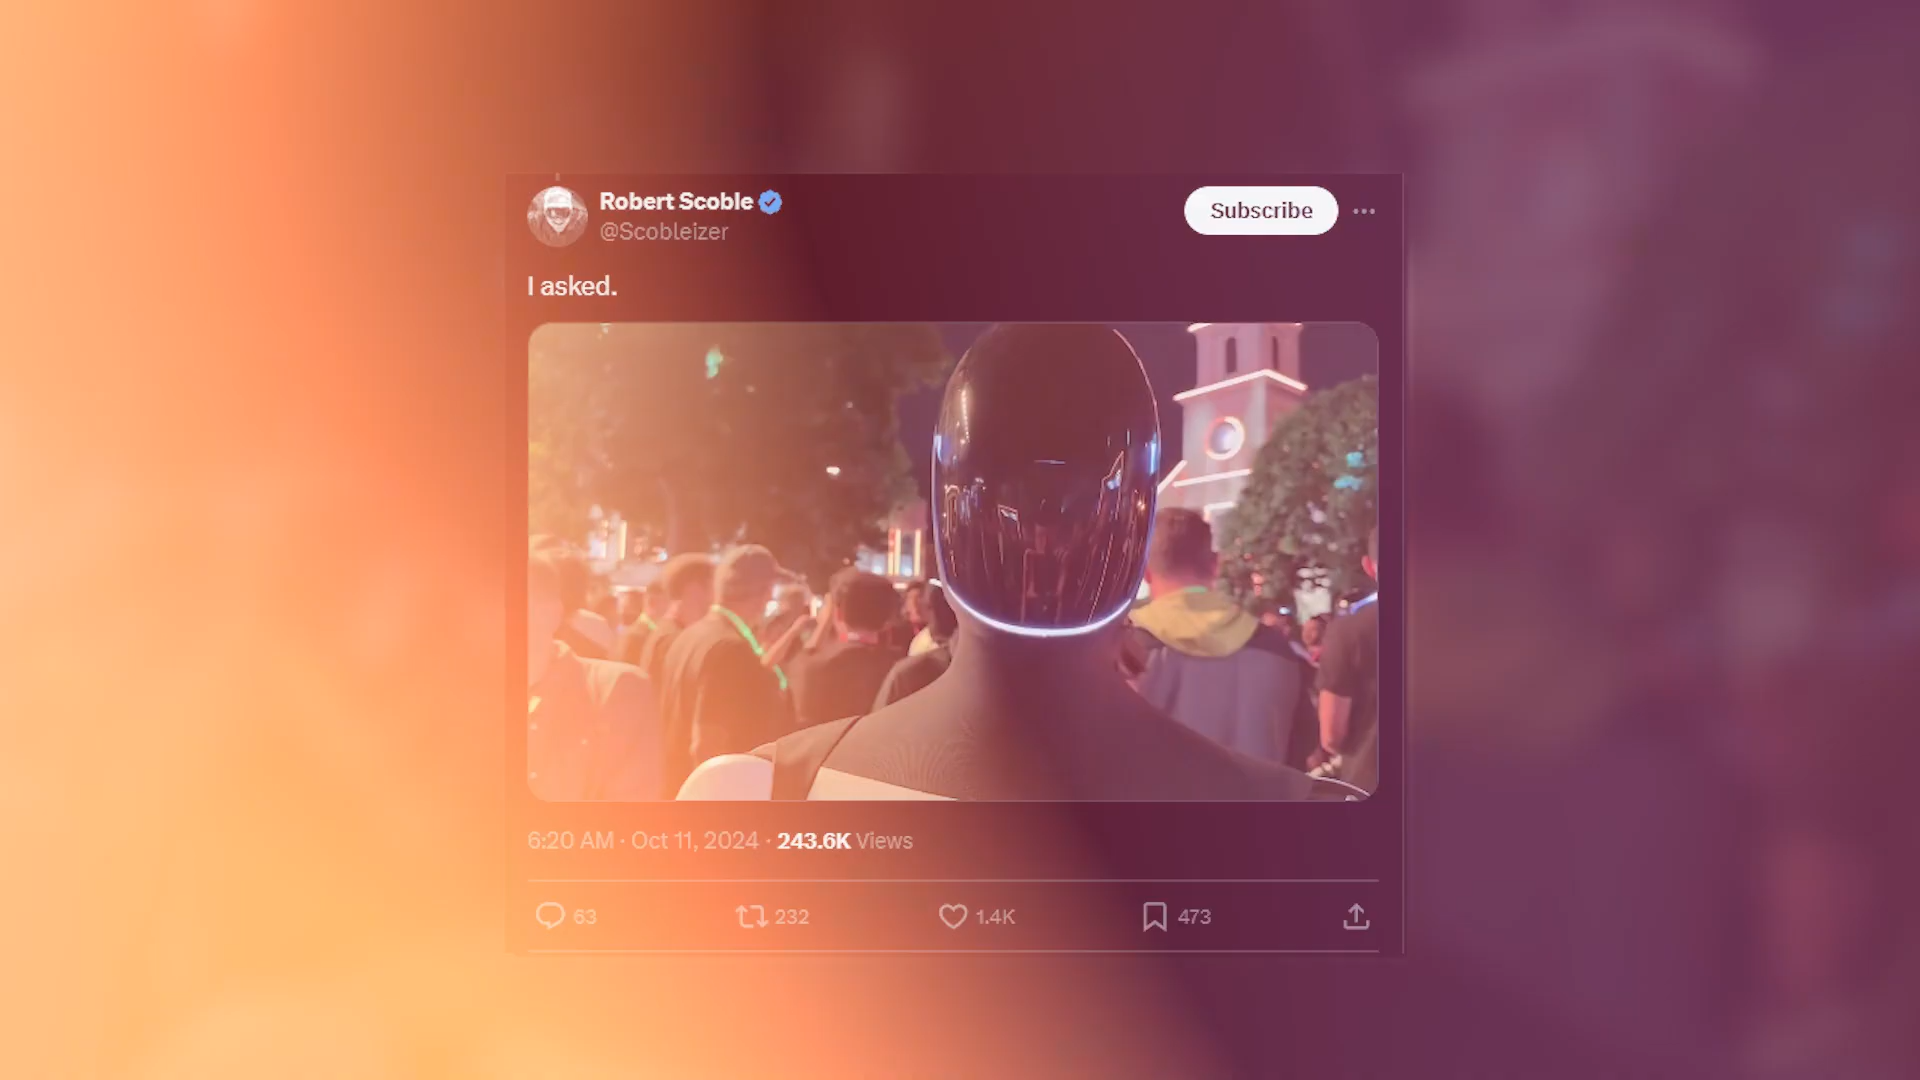 Robert Scoble
@Scobleizer
Subscribe
I asked.
6:20 AM · Oct 11, 2024 · 243.6K Views
63 232 1.4K 473